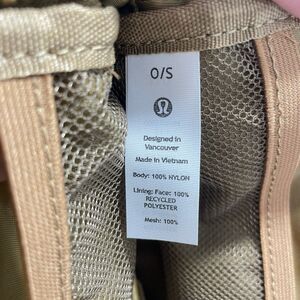 O/S
Designed in
Vancouver
Made in Vietnam
Body: 100% NYLON
Lining: Face: 100%
RECYCLED
POLYESTER
Mesh: 100%